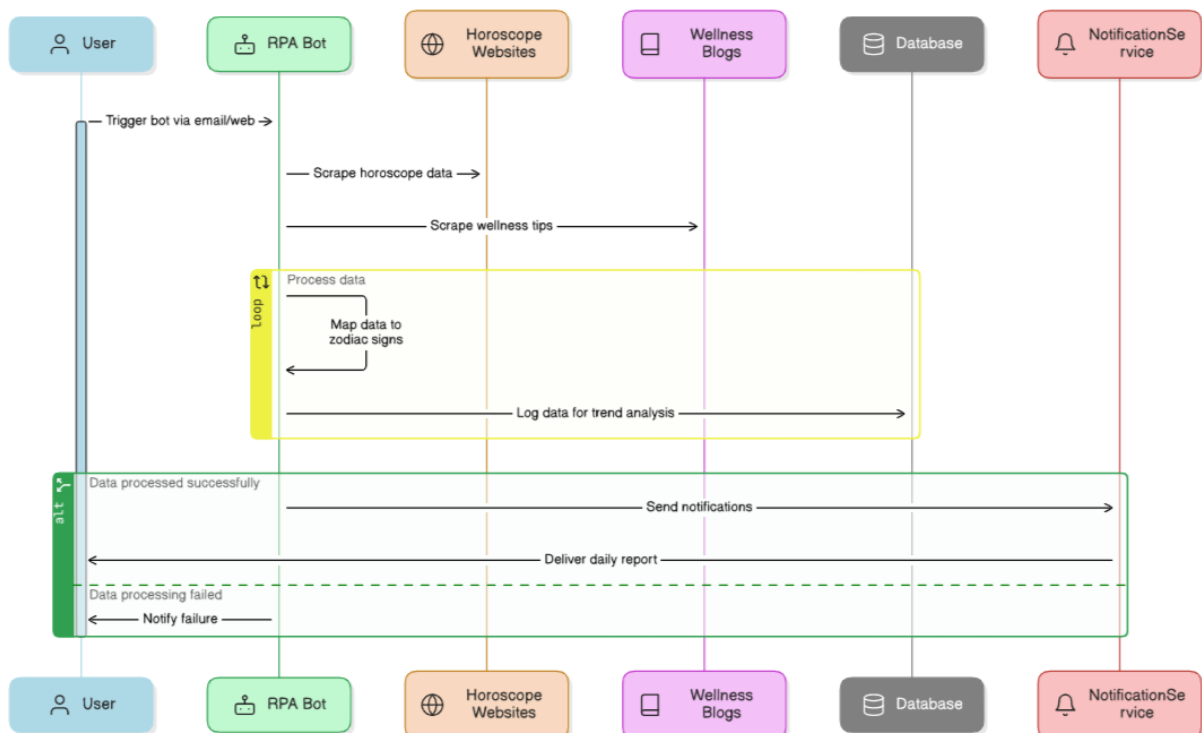 User
RPA Bot
Horoscope
Websites
Wellness
Blogs
Database
NotificationSe
rvice
Trigger bot via email/web
Scrape horoscope data
Scrape wellness tips
loop
Process data
Map data to
zodiac signs
Log data for trend analysis
alt
Data processed successfully
Send notifications
Deliver daily report
Data processing failed
Notify failure
User
RPA Bot
Horoscope
Websites
Wellness
Blogs
Database
NotificationSe
rvice